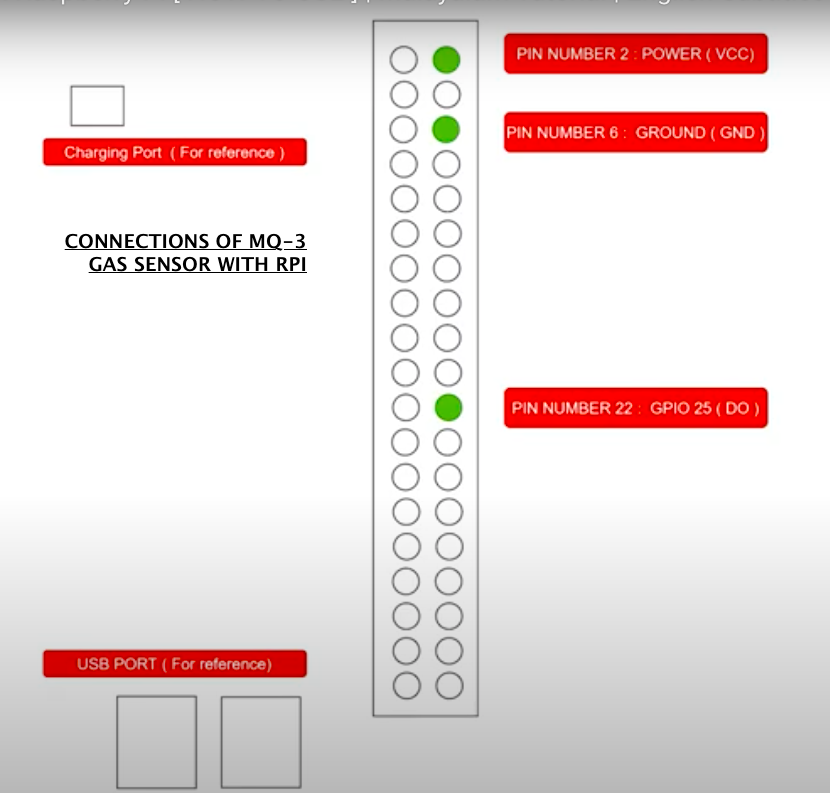 PIN NUMBER 2 : POWER ( VCC)
PIN NUMBER 6 : GROUND ( GND )
Charging Port ( For reference )
CONNECTIONS OF MQ-3
GAS SENSOR WITH RPI
PIN NUMBER 22 : GPIO 25 ( DO )
USB PORT ( For reference)